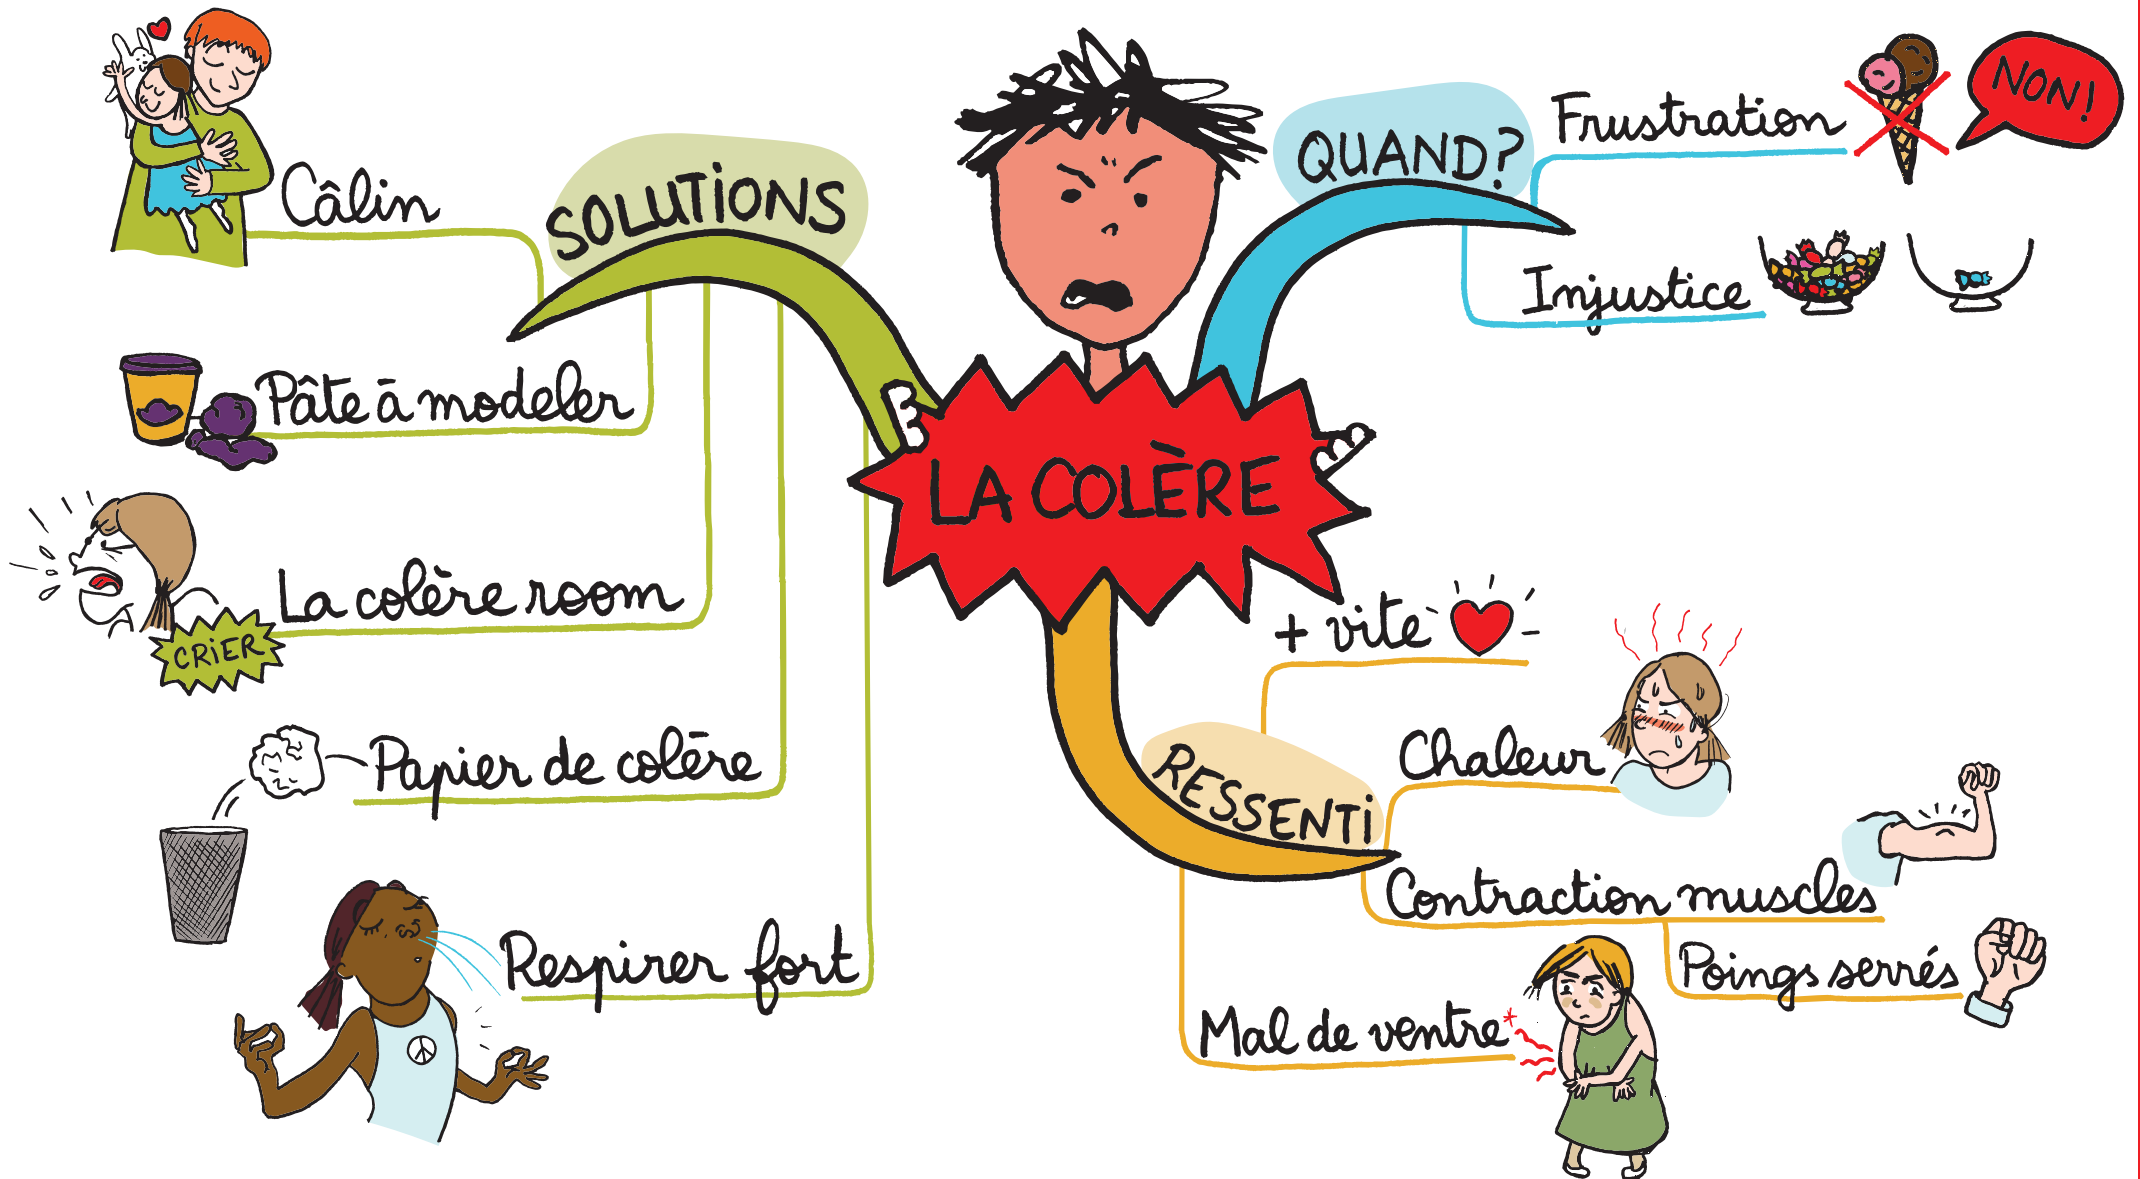 LA COLÈRE
QUAND?
Frustration
NON!
Injustice
RESSENTI
+ vite
Chaleur
Contraction muscles
Poings serrés
Mal de ventre
SOLUTIONS
Câlin
Pâte à modeler
La colère room
CRIER
Papier de colère
Respirer fort